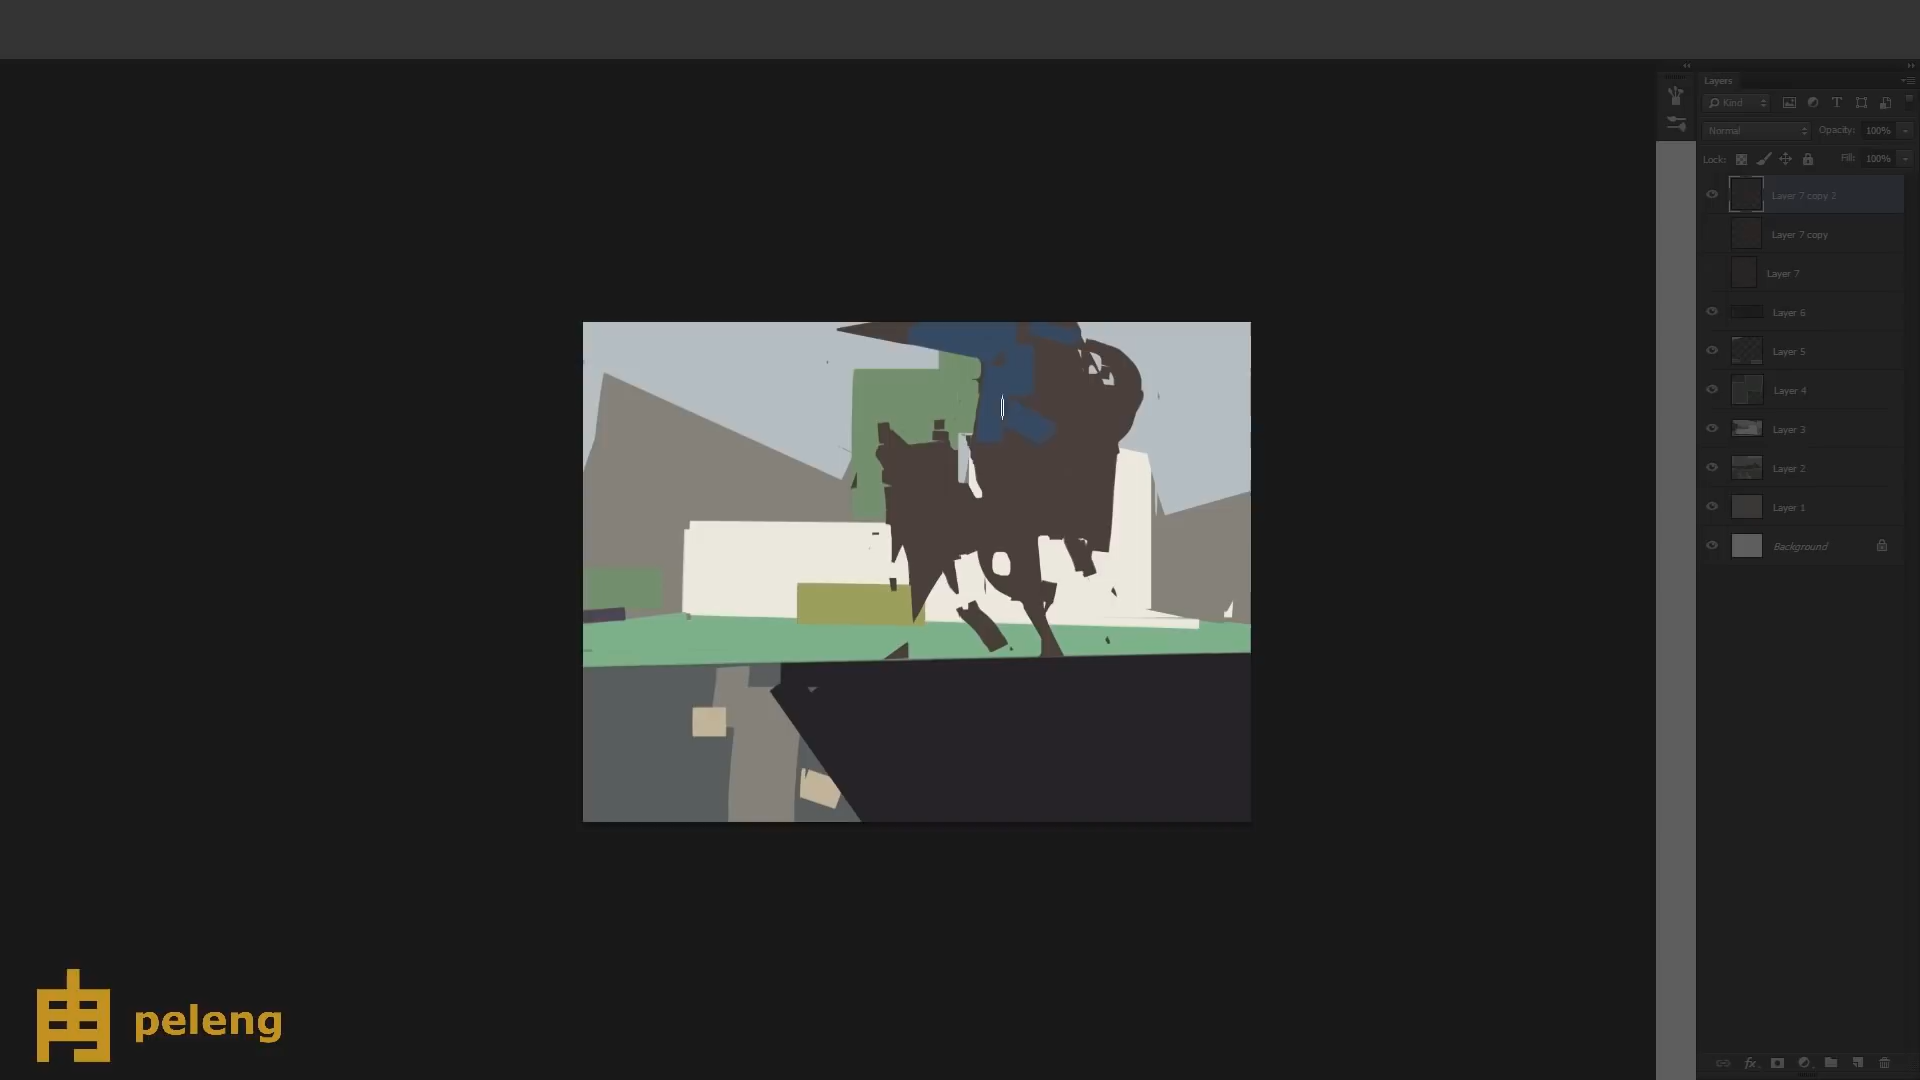 Layers
Kind
Normal
Opacity: 100%
Lock: Fill: 100%
Layer 7 copy 2
Layer 7 copy
Layer 7
Layer 6
Layer 5
Layer 4
Layer 3
Layer 2
Layer 1
Background
fx
peleng